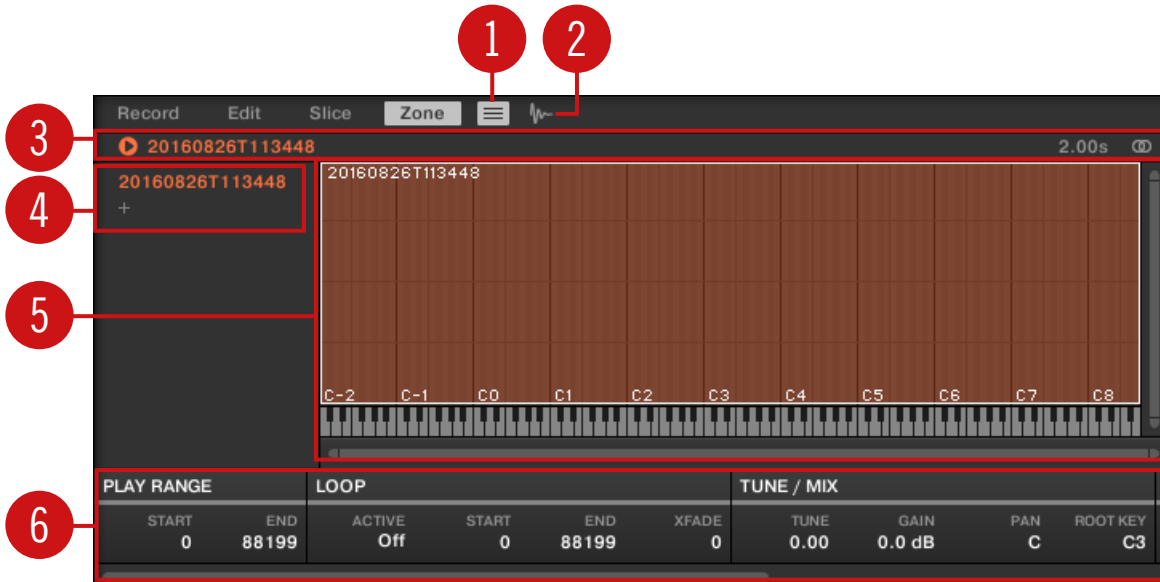 1 2
Record Edit Slice Zone
3
20160826T113448 2.00s
4
20160826T113448
+
20160826T113448
5
C-2 C-1 C0 C1 C2 C3 C4 C5 C6 C7 C8
6
PLAY RANGE LOOP TUNE / MIX
START END ACTIVE START END XFADE TUNE GAIN PAN ROOT KEY
0 88199 Off 0 88199 0 0.00 0.0 dB C C3